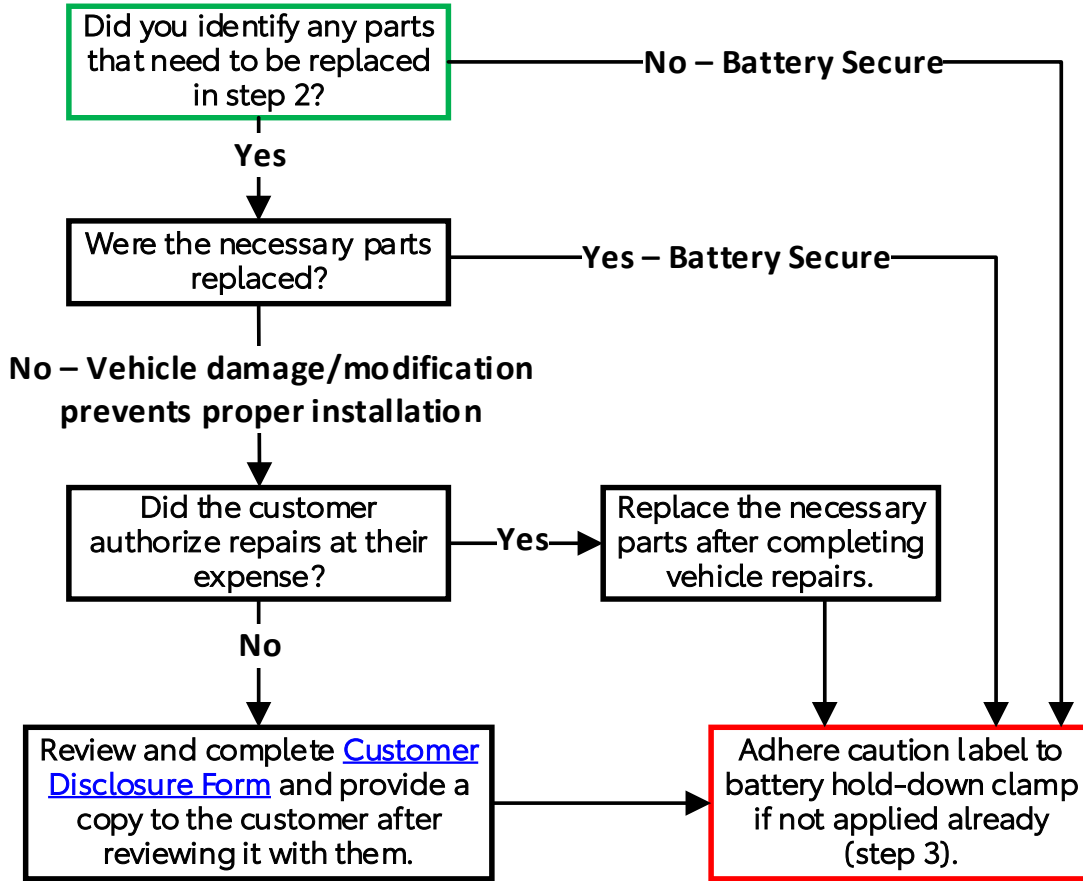 Did you identify any parts
that need to be replaced
in step 2?
No – Battery Secure
Yes
Were the necessary parts
replaced?
Yes – Battery Secure
No – Vehicle damage/modification
prevents proper installation
Did the customer
authorize repairs at their
expense?
Yes
Replace the necessary
parts after completing
vehicle repairs.
No
Review and complete Customer
Disclosure Form and provide a
copy to the customer after
reviewing it with them.
Adhere caution label to
battery hold-down clamp
if not applied already
(step 3).